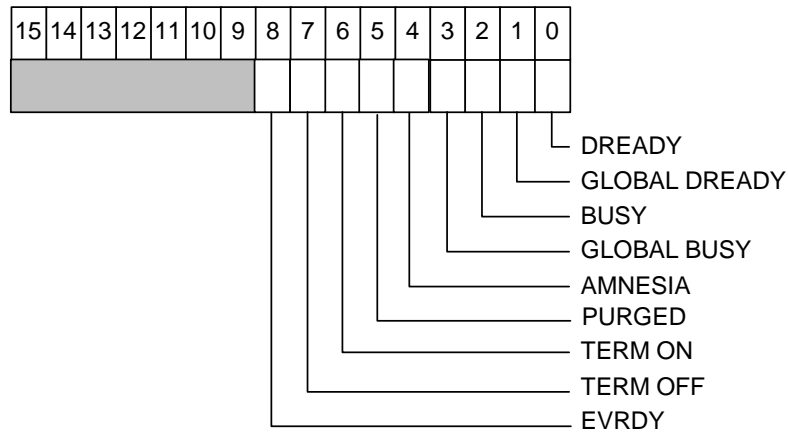 15 14 13 12 11 10 9 8 7 6 5 4 3 2 1 0
DREADY
GLOBAL DREADY
BUSY
GLOBAL BUSY
AMNESIA
PURGED
TERM ON
TERM OFF
EVRDY